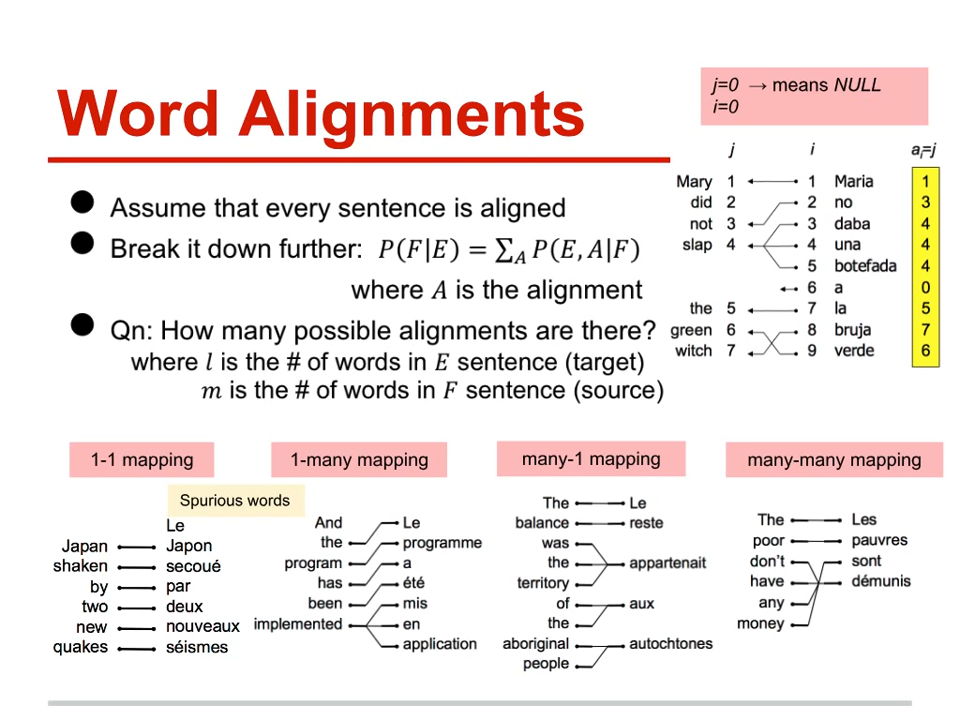 Word Alignments
j=0 → means NULL
i=0
● Assume that every sentence is aligned
● Break it down further: P(F|E) = ∑_A P(E, A|F)
where A is the alignment
● Qn: How many possible alignments are there?
where l is the # of words in E sentence (target)
m is the # of words in F sentence (source)
j i aᵢ=j
Mary 1 1 Maria 1
did 2 2 no 3
not 3 3 daba 4
slap 4 4 una 4
5 botefada 4
6 a 0
the 5 7 la 5
green 6 8 bruja 7
witch 7 9 verde 6
1-1 mapping
Spurious words
Le
Japan Japon
shaken secoué
by par
two deux
new nouveaux
quakes séismes
1-many mapping
And Le
the programme
program a
has été
been mis
implemented en
application
many-1 mapping
The Le
balance reste
was
the appartenait
territory
of aux
the
aboriginal autochtones
people
many-many mapping
The Les
poor pauvres
don't sont
have démunis
any
money